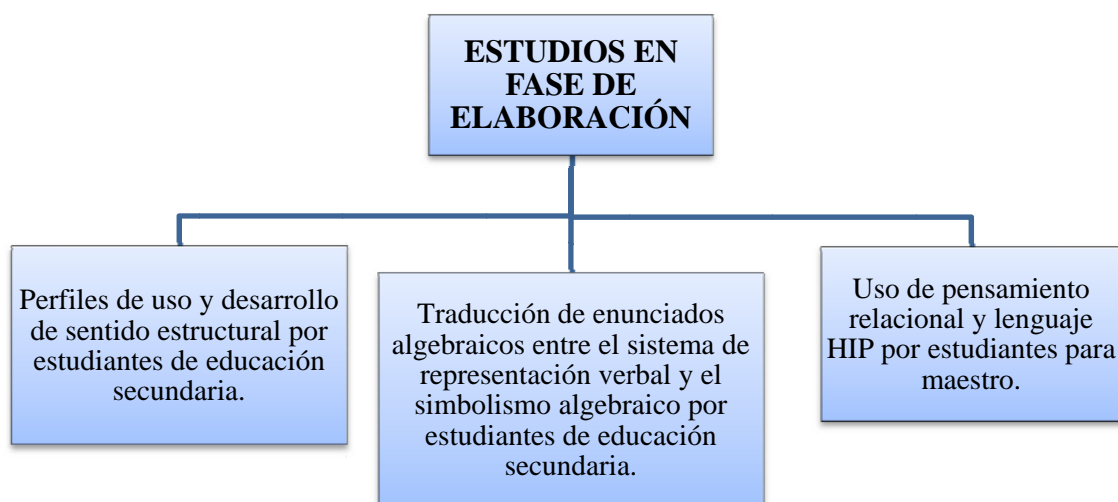 ESTUDIOS EN
FASE DE
ELABORACIÓN
Perfiles de uso y desarrollo
de sentido estructural por
estudiantes de educación
secundaria.
Traducción de enunciados
algebraicos entre el sistema de
representación verbal y el
simbolismo algebraico por
estudiantes de educación
secundaria.
Uso de pensamiento
relacional y lenguaje
HIP por estudiantes para
maestro.